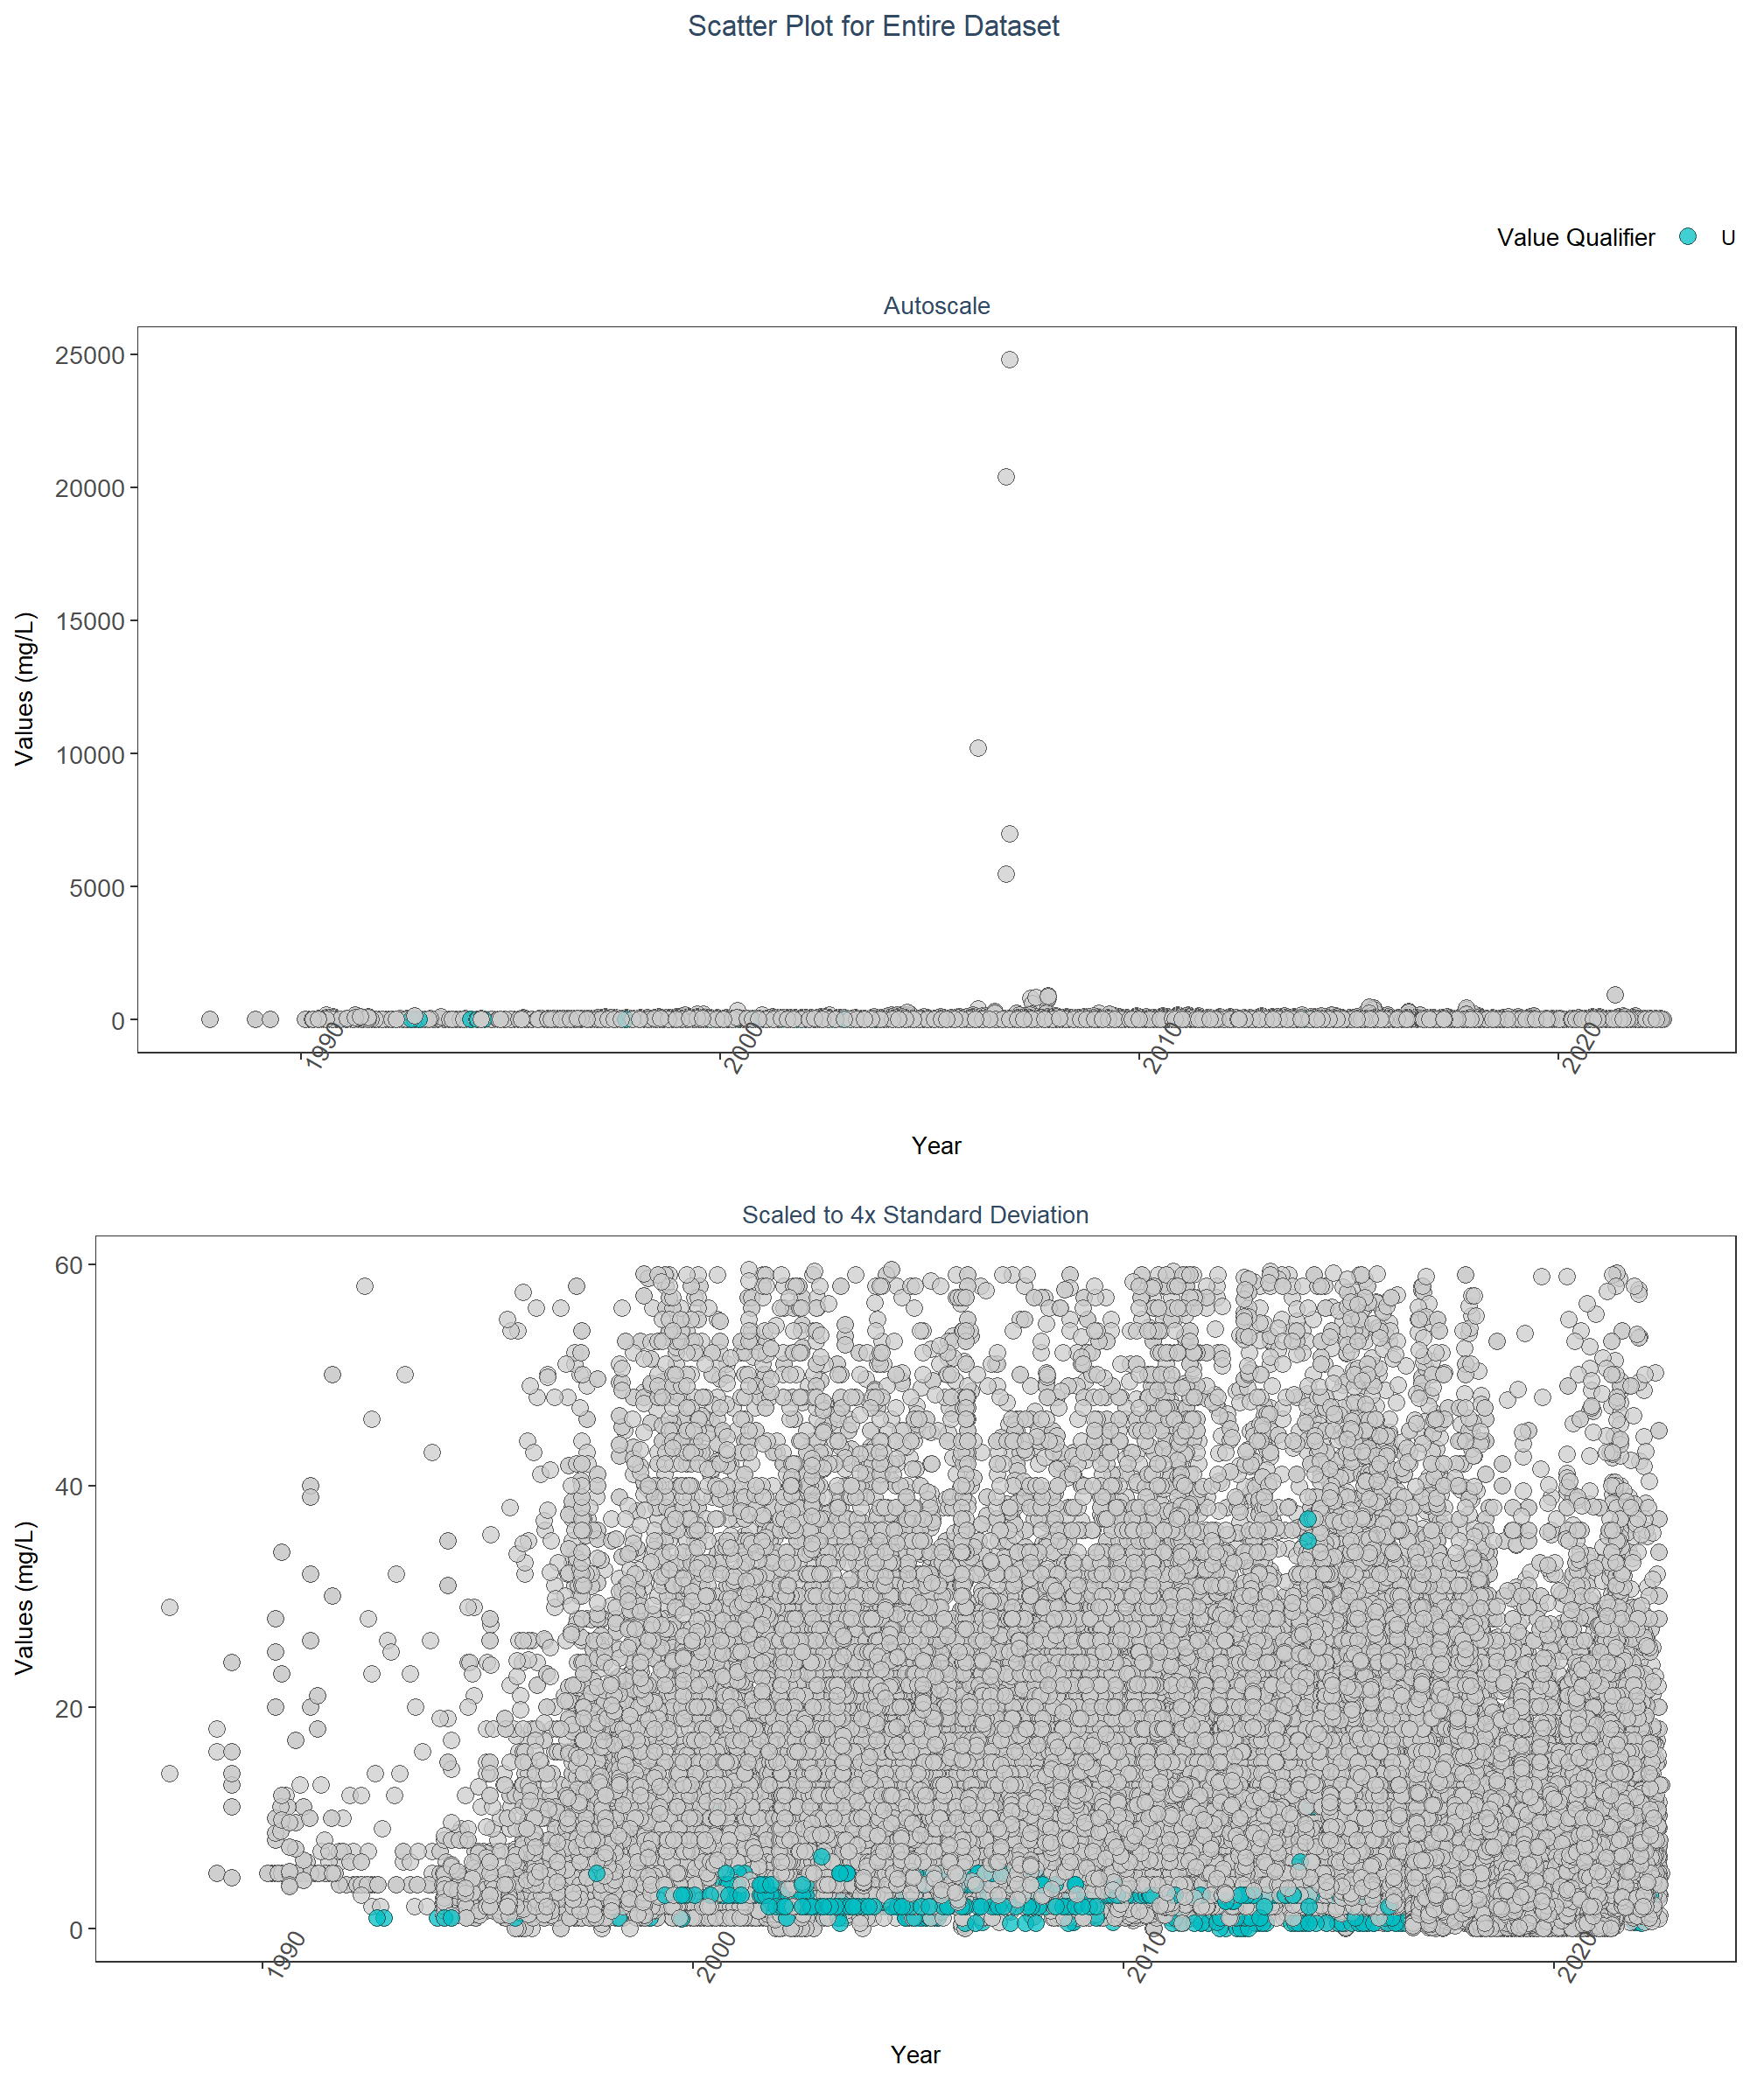 Scatter Plot for Entire Dataset
Value Qualifier U
Autoscale
25000
20000
15000
10000
5000
0
Values (mg/L)
1990 2000 2010 2020
Year
Scaled to 4x Standard Deviation
60
40
20
0
Values (mg/L)
1990 2000 2010 2020
Year